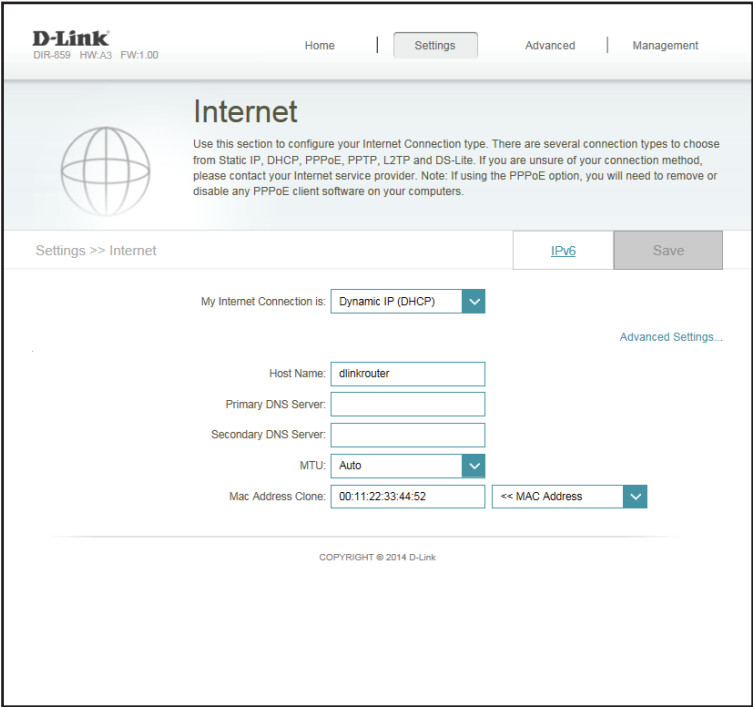 D-Link
DIR-859 HW:A3 FW:1.00
Home | Settings Advanced | Management
Internet
Use this section to configure your Internet Connection type. There are several connection types to choose
from Static IP, DHCP, PPPoE, PPTP, L2TP and DS-Lite. If you are unsure of your connection method,
please contact your Internet service provider. Note: If using the PPPoE option, you will need to remove or
disable any PPPoE client software on your computers.
Settings >> Internet IPv6 Save
My Internet Connection is: Dynamic IP (DHCP)
Advanced Settings...
Host Name: dlinkrouter
Primary DNS Server:
Secondary DNS Server:
MTU: Auto
Mac Address Clone: 00:11:22:33:44:52 << MAC Address
COPYRIGHT © 2014 D-Link